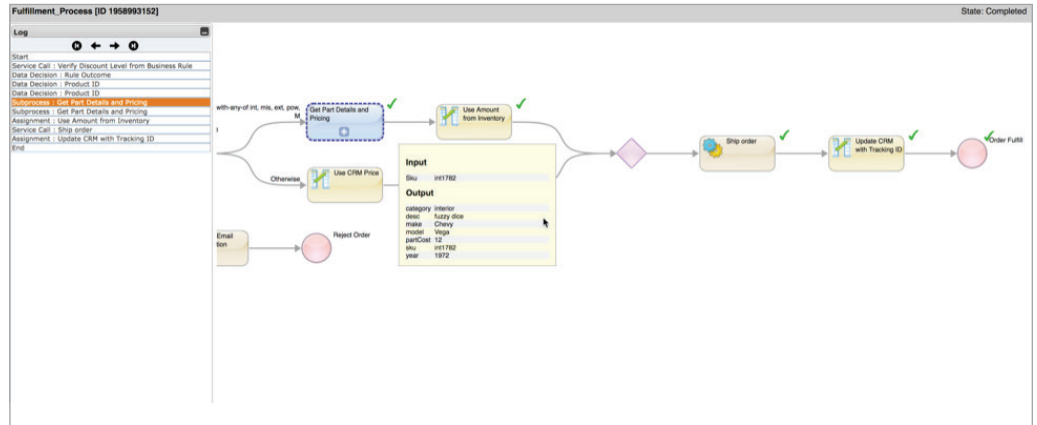 Fulfillment_Process [ID 1958993152]
State: Completed
Log
Start
Service Call : Verify Discount Level from Business Rule
Data Decision : Rule Outcome
Data Decision : Product ID
Data Decision : Product ID
Subprocess : Get Part Details and Pricing
Subprocess : Get Part Details and Pricing
Assignment : Use Amount from Inventory
Service Call : Ship order
Assignment : Update CRM with Tracking ID
End
with-any-of int, mis, ext, pow,
M
Get Part Details and
Pricing
Use Amount
from Inventory
Otherwise
Use CRM Price
Ship order
Update CRM
with Tracking ID
Order Fulfill
Email
tion
Reject Order
Input
Sku int1782
Output
category interior
desc fuzzy dice
make Chevy
model Vega
partCost 12
sku int1782
year 1972